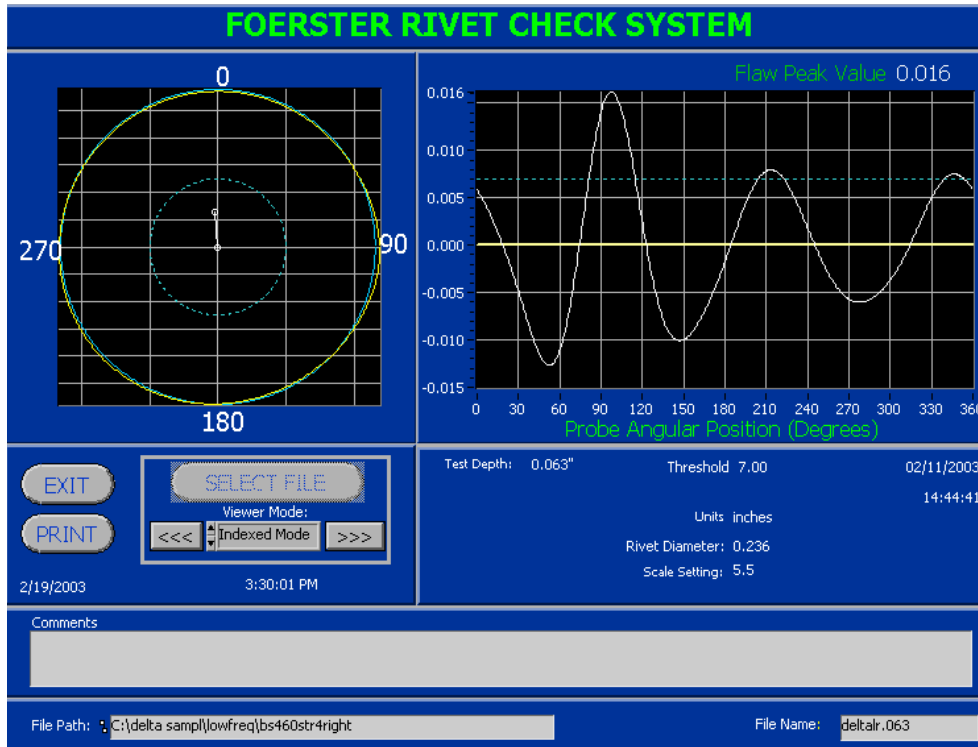 FOERSTER RIVET CHECK SYSTEM
0
270
90
180
Flaw Peak Value 0.016
0.016
0.010
0.005
0.000
-0.005
-0.010
-0.015
0 30 60 90 120 150 180 210 240 270 300 330 360
Probe Angular Position (Degrees)
EXIT
PRINT
SELECT FILE
Viewer Mode:
<<< Indexed Mode >>>
2/19/2003 3:30:01 PM
Test Depth: 0.063" Threshold 7.00 02/11/2003
14:44:41
Units inches
Rivet Diameter: 0.236
Scale Setting: 5.5
Comments
File Path: C:\delta sampl\lowfreq\bs460str4right File Name: deltalr.063